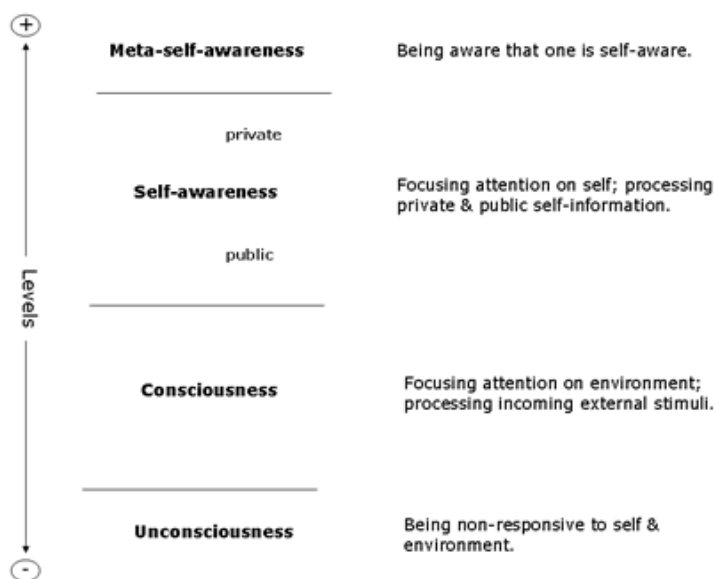 +
Meta-self-awareness
Being aware that one is self-aware.
private
Self-awareness
Focusing attention on self; processing
private & public self-information.
public
Levels
Consciousness
Focusing attention on environment;
processing incoming external stimuli.
Unconsciousness
Being non-responsive to self &
environment.
-